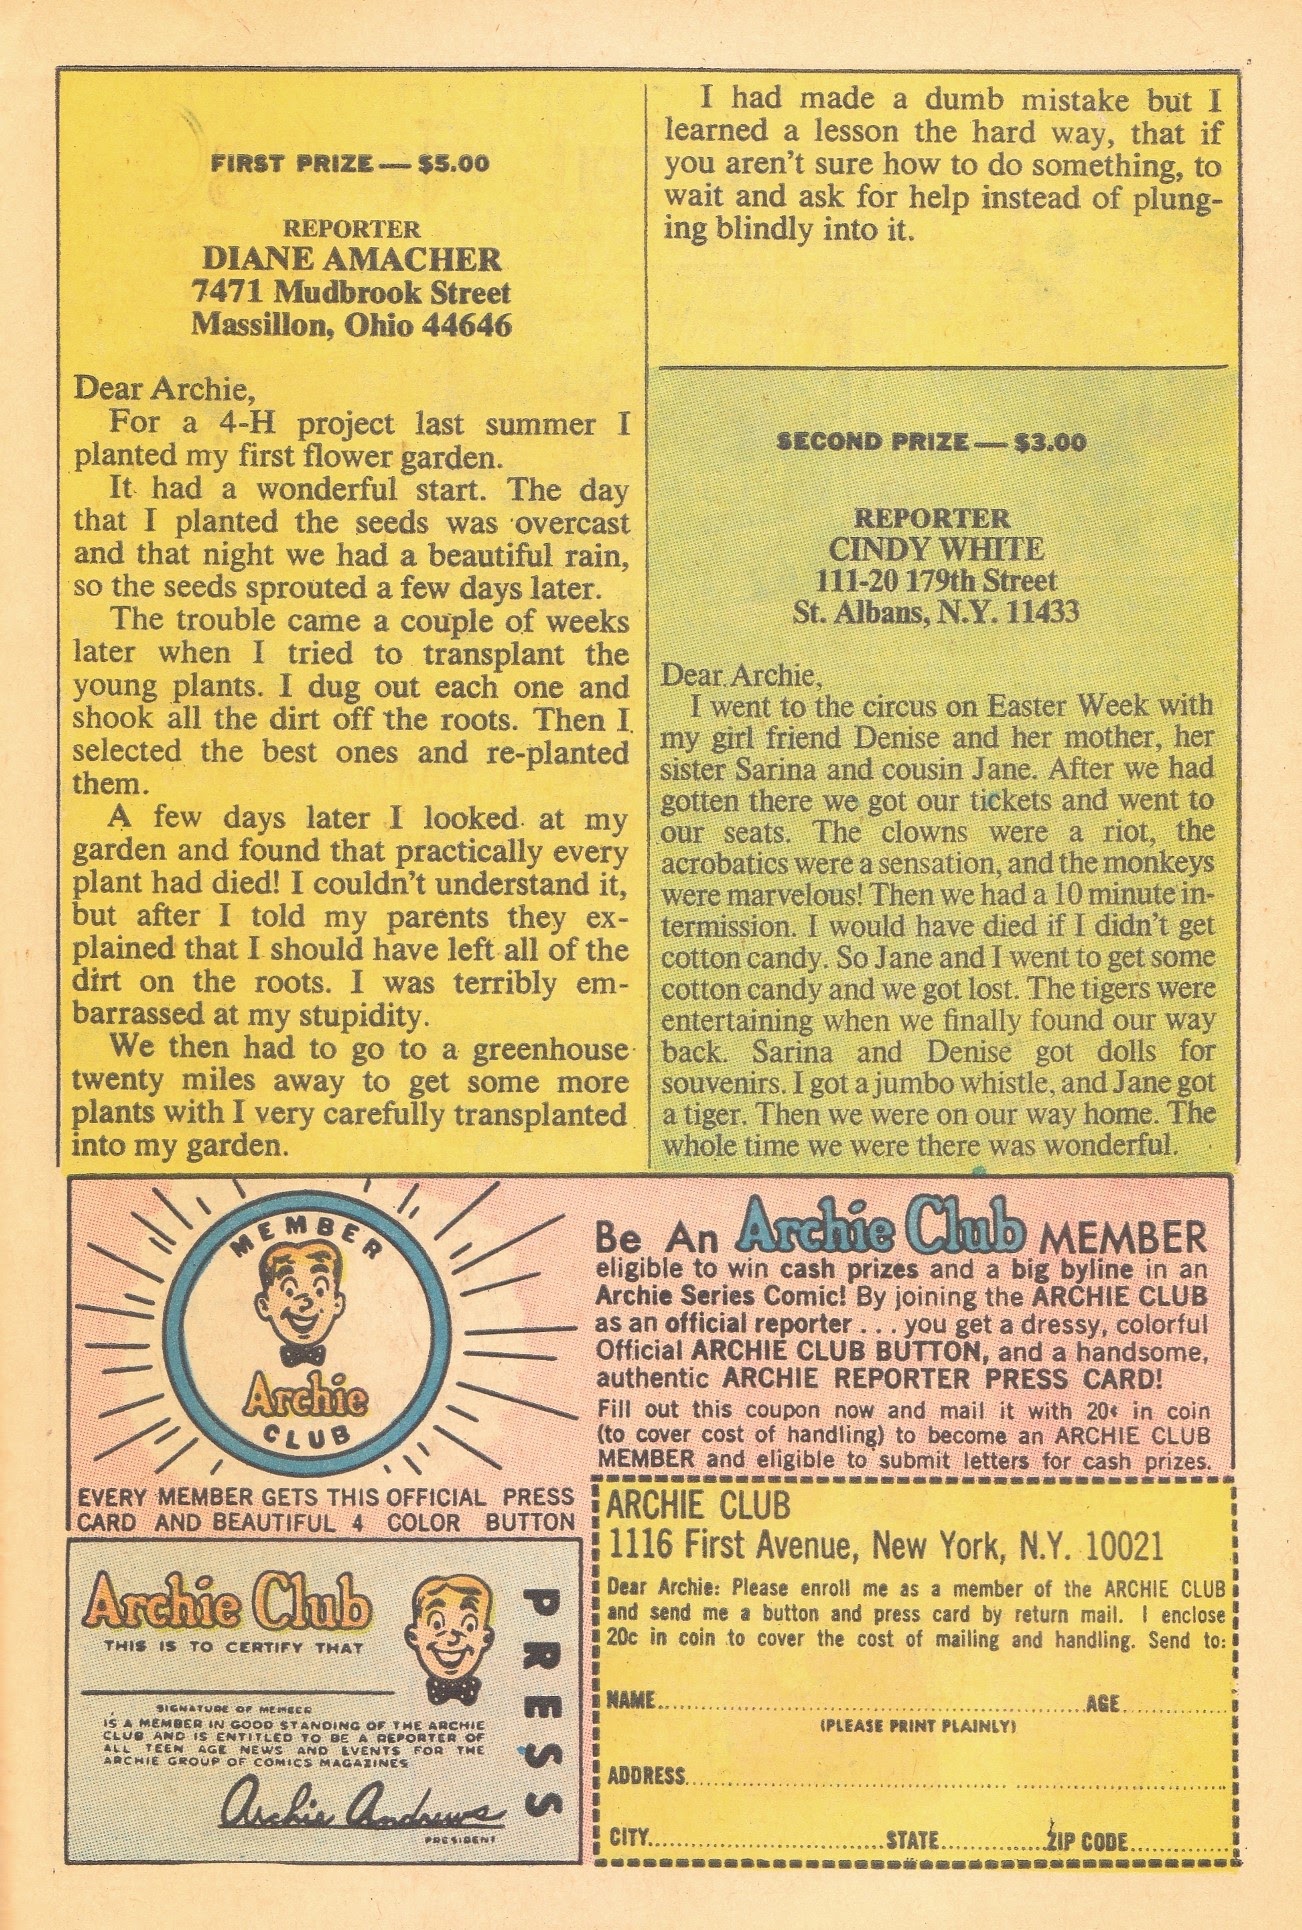 FIRST PRIZE — $5.00
REPORTER
DIANE AMACHER
7471 Mudbrook Street
Massillon, Ohio 44646
Dear Archie,
For a 4-H project last summer I
planted my first flower garden.
It had a wonderful start. The day
that I planted the seeds was overcast
and that night we had a beautiful rain,
so the seeds sprouted a few days later.
The trouble came a couple of weeks
later when I tried to transplant the
young plants. I dug out each one and
shook all the dirt off the roots. Then I
selected the best ones and re-planted
them.
A few days later I looked at my
garden and found that practically every
plant had died! I couldn't understand it,
but after I told my parents they ex-
plained that I should have left all of the
dirt on the roots. I was terribly em-
barrassed at my stupidity.
We then had to go to a greenhouse
twenty miles away to get some more
plants with I very carefully transplanted
into my garden.
I had made a dumb mistake but I
learned a lesson the hard way, that if
you aren't sure how to do something, to
wait and ask for help instead of plung-
ing blindly into it.
SECOND PRIZE — $3.00
REPORTER
CINDY WHITE
111-20 179th Street
St. Albans, N.Y. 11433
Dear Archie,
I went to the circus on Easter Week with
my girl friend Denise and her mother, her
sister Sarina and cousin Jane. After we had
gotten there we got our tickets and went to
our seats. The clowns were a riot, the
acrobatics were a sensation, and the monkeys
were marvelous! Then we had a 10 minute in-
termission. I would have died if I didn't get
cotton candy. So Jane and I went to get some
cotton candy and we got lost. The tigers were
entertaining when we finally found our way
back. Sarina and Denise got dolls for
souvenirs. I got a jumbo whistle, and Jane got
a tiger. Then we were on our way home. The
whole time we were there was wonderful.
MEMBER
Archie
CLUB
EVERY MEMBER GETS THIS OFFICIAL PRESS
CARD AND BEAUTIFUL 4 COLOR BUTTON
Be An Archie Club MEMBER
eligible to win cash prizes and a big byline in an
Archie Series Comic! By joining the ARCHIE CLUB
as an official reporter . . . you get a dressy, colorful
Official ARCHIE CLUB BUTTON, and a handsome,
authentic ARCHIE REPORTER PRESS CARD!
Fill out this coupon now and mail it with 20¢ in coin
(to cover cost of handling) to become an ARCHIE CLUB
MEMBER and eligible to submit letters for cash prizes.
Archie Club
THIS IS TO CERTIFY THAT
SIGNATURE OF MEMBER
IS A MEMBER IN GOOD STANDING OF THE ARCHIE
CLUB AND IS ENTITLED TO BE A REPORTER OF
ALL TEEN AGE NEWS AND EVENTS FOR THE
ARCHIE GROUP OF COMICS MAGAZINES
Archie Andrews
PRESIDENT
PRESS
ARCHIE CLUB
1116 First Avenue, New York, N.Y. 10021
Dear Archie: Please enroll me as a member of the ARCHIE CLUB
and send me a button and press card by return mail. I enclose
20c in coin to cover the cost of mailing and handling. Send to:
NAME AGE
(PLEASE PRINT PLAINLY)
ADDRESS
CITY STATE ZIP CODE